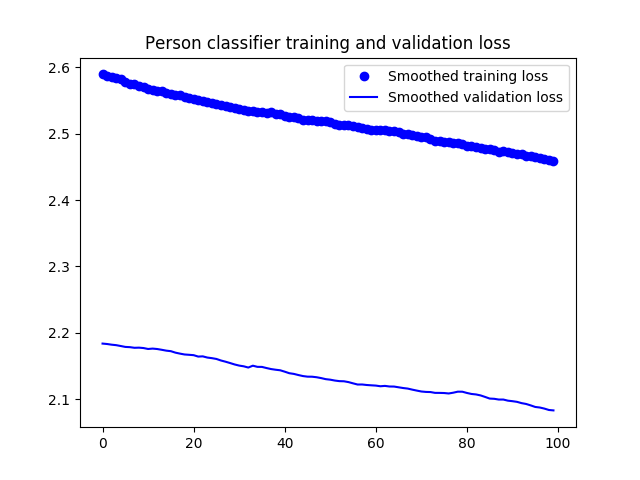 Person classifier training and validation loss
Smoothed training loss
Smoothed validation loss
2.6
2.5
2.4
2.3
2.2
2.1
0 20 40 60 80 100